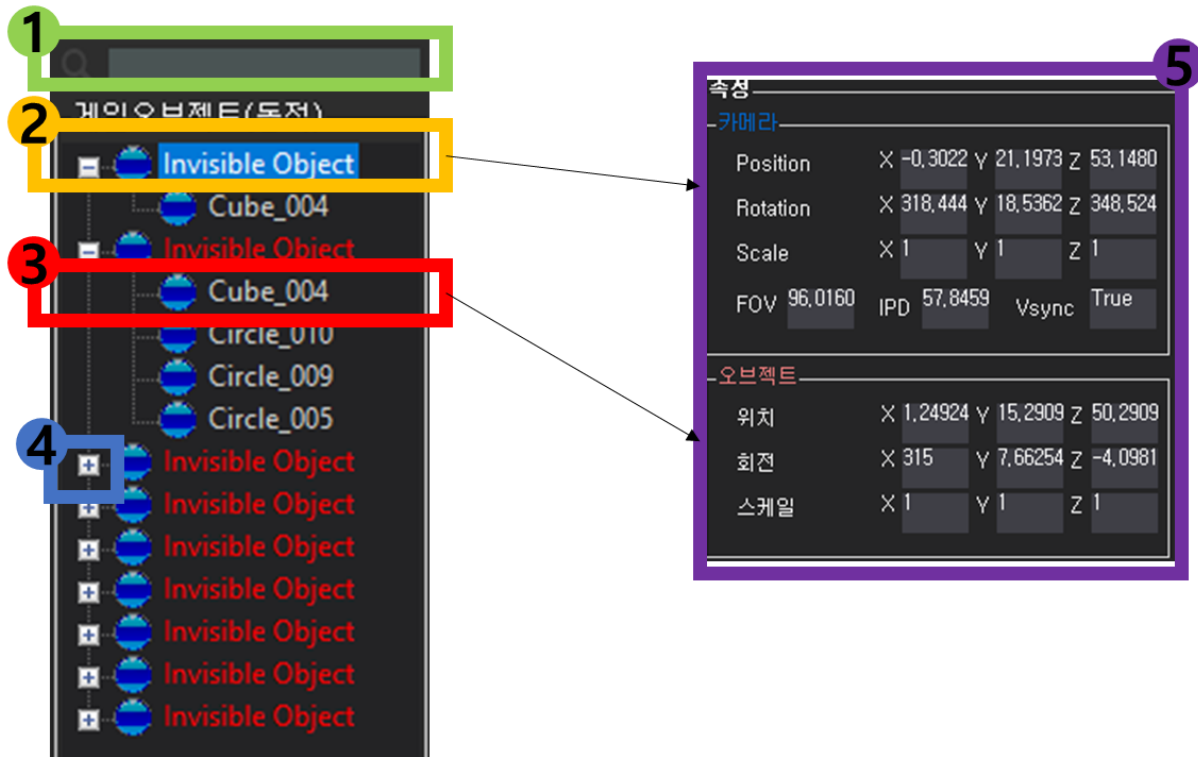 1
게임오브젝트(동적)
2
Invisible Object
Cube_004
Invisible Object
3
Cube_004
Circle_010
Circle_009
Circle_005
4
Invisible Object
Invisible Object
Invisible Object
Invisible Object
Invisible Object
Invisible Object
Invisible Object
5
속성
카메라
Position X -0,3022 Y 21,1973 Z 53,1480
Rotation X 318,444 Y 18,5362 Z 348,524
Scale X 1 Y 1 Z 1
FOV 96,0160 IPD 57,8459 Vsync True
오브젝트
위치 X 1,24924 Y 15,2909 Z 50,2909
회전 X 315 Y 7,66254 Z -4,0981
스케일 X 1 Y 1 Z 1